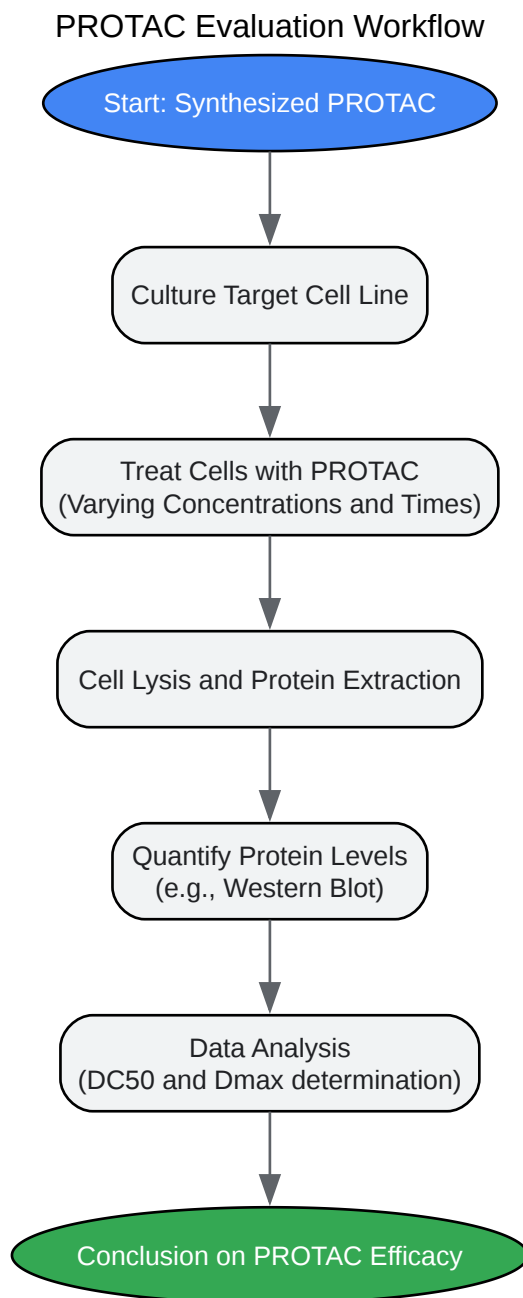 PROTAC Evaluation Workflow
Start: Synthesized PROTAC
Culture Target Cell Line
Treat Cells with PROTAC
(Varying Concentrations and Times)
Cell Lysis and Protein Extraction
Quantify Protein Levels
(e.g., Western Blot)
Data Analysis
(DC50 and Dmax determination)
Conclusion on PROTAC Efficacy